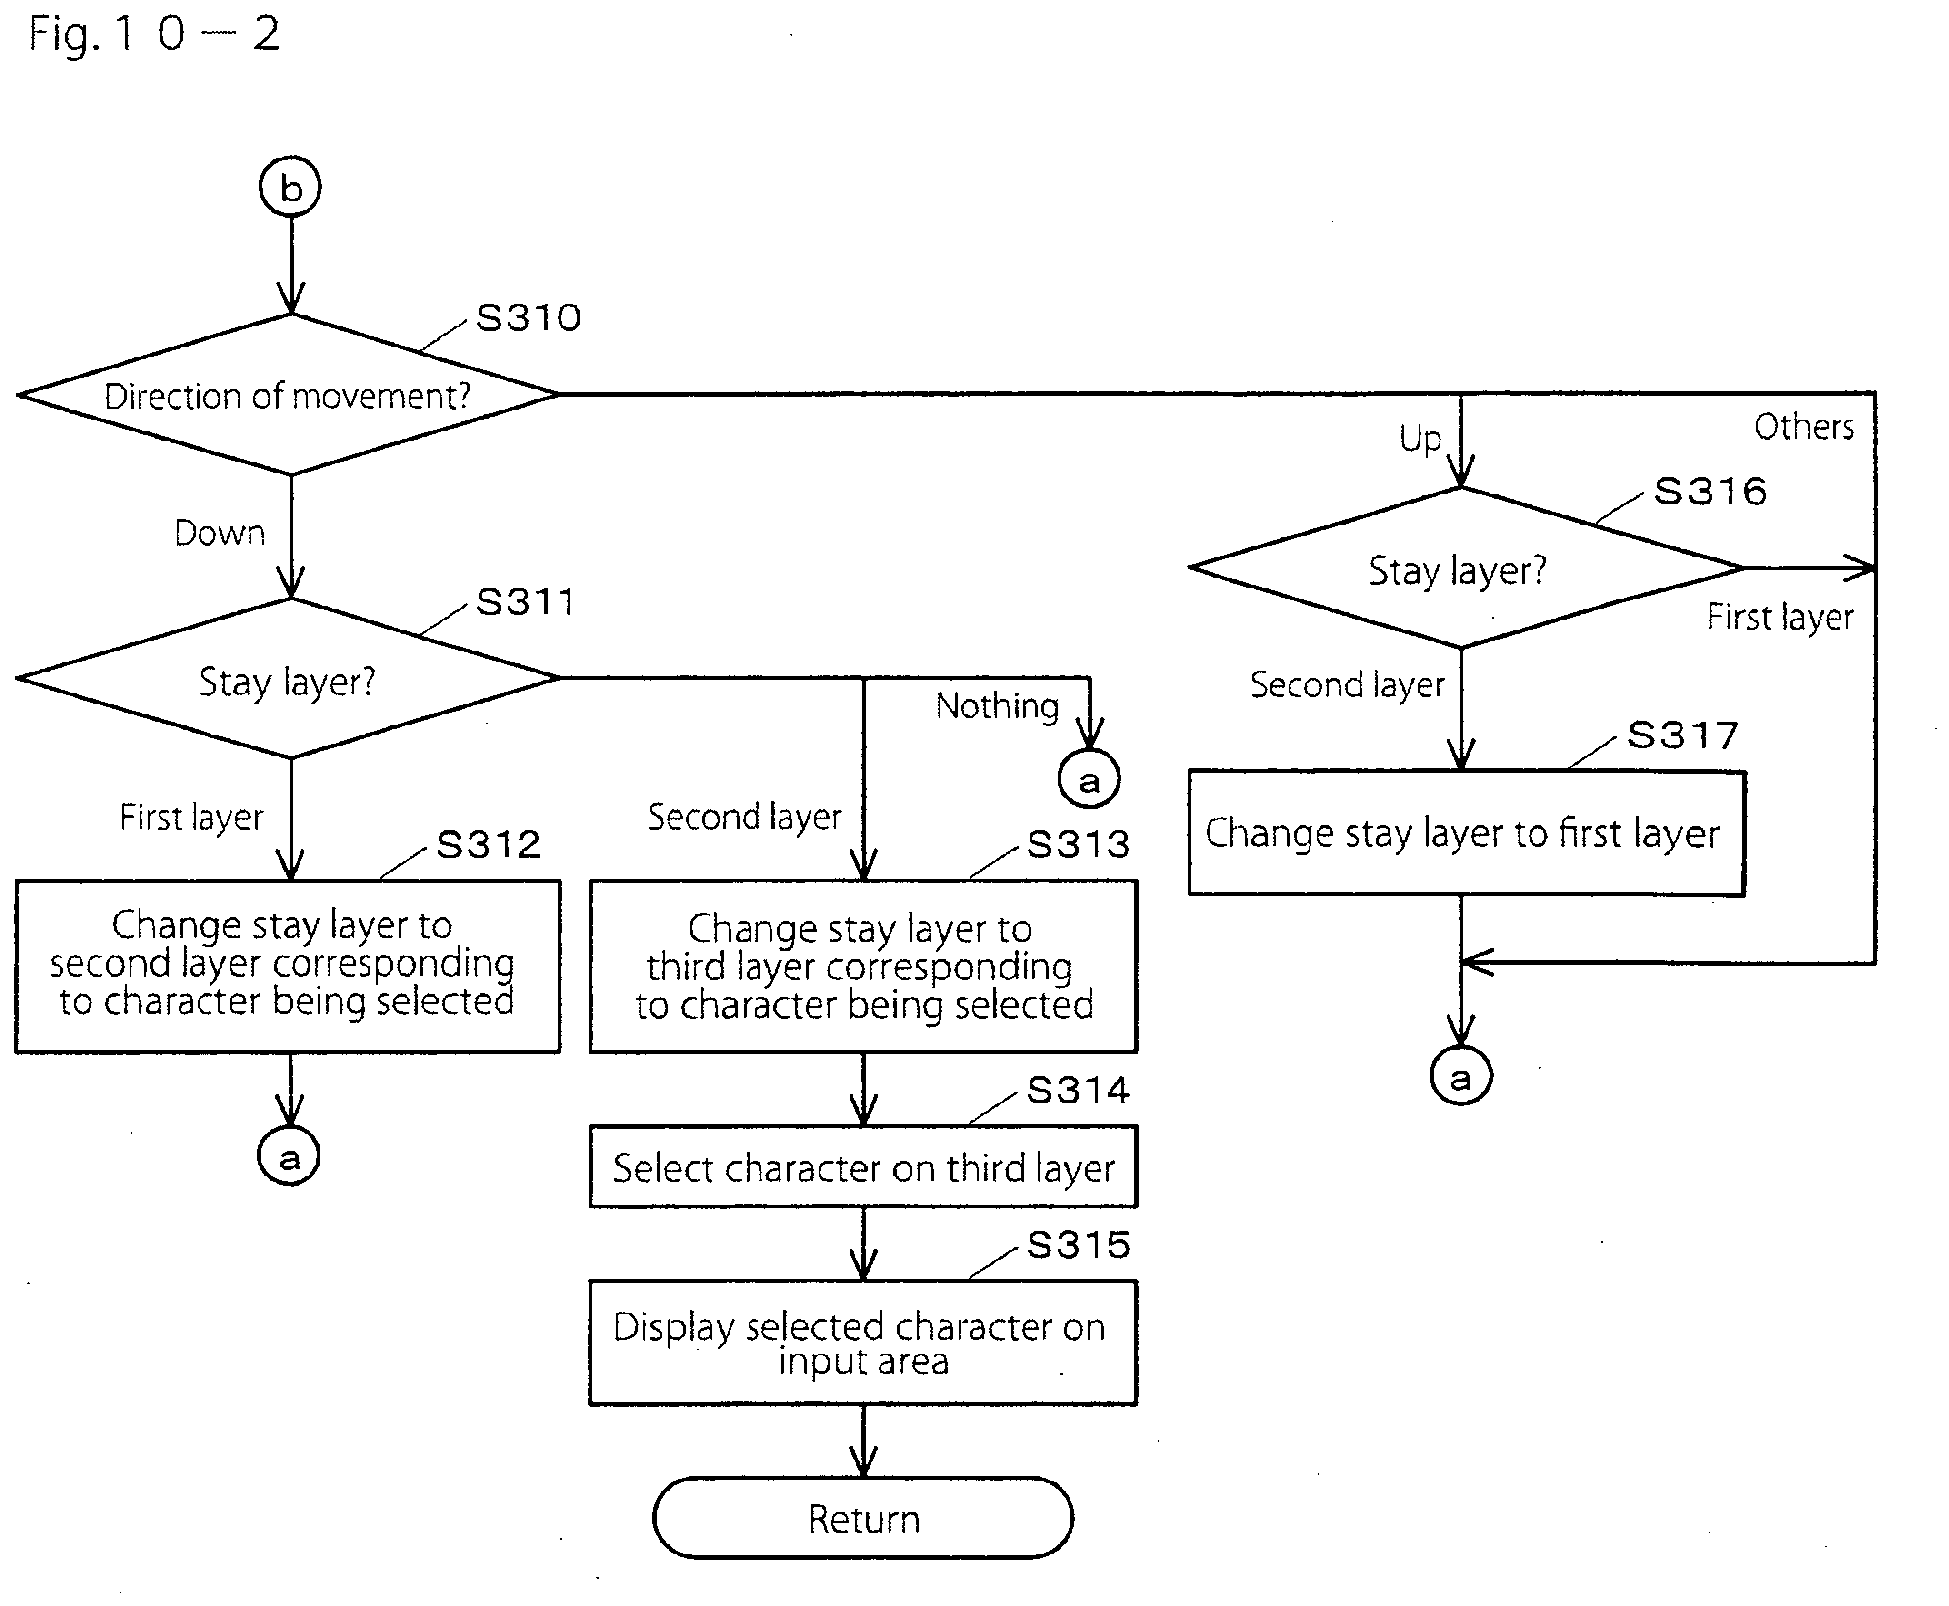 Fig. 10-2
b
S310
Direction of movement?
Up
Others
S316
Down
Stay layer?
First layer
S311
Stay layer?
Second layer
Nothing
S317
a
Change stay layer to first layer
First layer
Second layer
S312
S313
Change stay layer to
second layer corresponding
to character being selected
Change stay layer to
third layer corresponding
to character being selected
a
S314
a
Select character on third layer
S315
Display selected character on
input area
Return